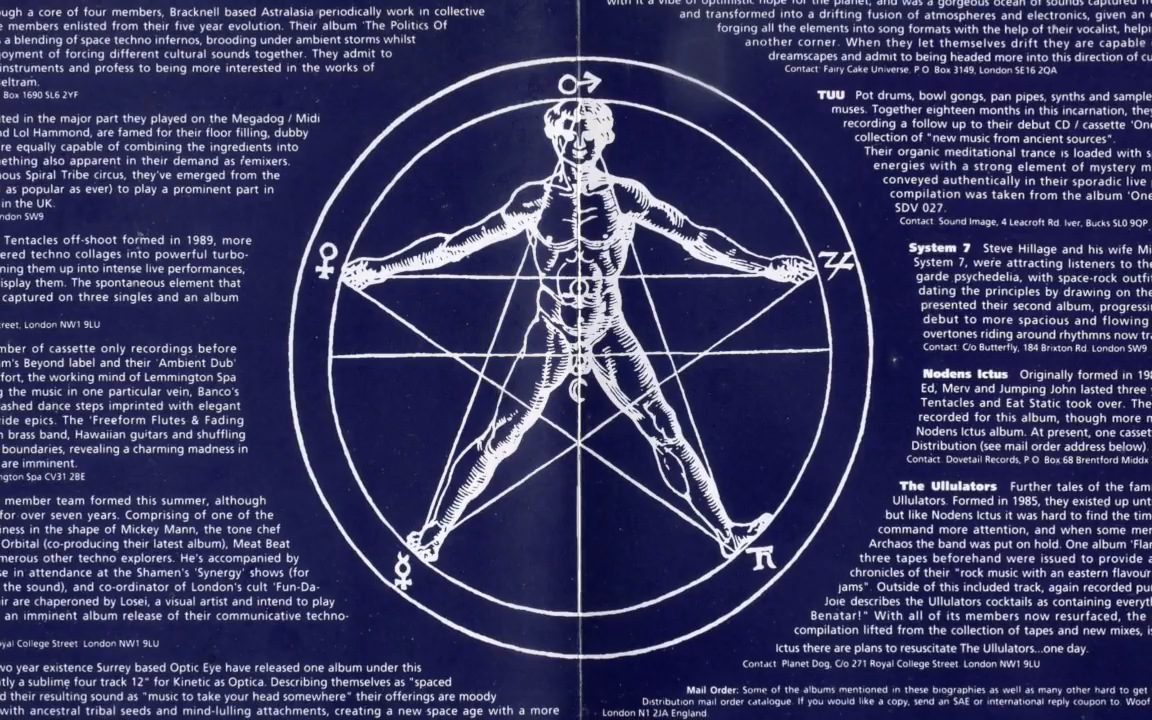 ough a core of four members, Bracknell based Astralasia periodically work in collective
e members enlisted from their five year evolution. Their album 'The Politics Of
s a blending of space techno infernos, brooding under ambient storms whilst
joyment of forcing different cultural sounds together. They admit to
instruments and profess to being more interested in the works of
eltram.
Box 1690 SL6 2YF
ted in the major part they played on the Megadog / Midi
nd Lol Hammond, are famed for their floor filling, dubby
re equally capable of combining the ingredients into
ething also apparent in their demand as remixers.
ous Spiral Tribe circus, they've emerged from the
as popular as ever) to play a prominent part in
in the UK.
ndon SW9
Tentacles off-shoot formed in 1989, more
ered techno collages into powerful turbo-
ning them up into intense live performances,
isplay them. The spontaneous element that
captured on three singles and an album
treet, London NW1 9LU
mber of cassette only recordings before
m's Beyond label and their 'Ambient Dub'
fort, the working mind of Lemmington Spa
g the music in one particular vein, Banco's
ashed dance steps imprinted with elegant
ide epics. The 'Freeform Flutes & Fading
n brass band, Hawaiian guitars and shuffling
boundaries, revealing a charming madness in
are imminent.
ngton Spa CV31 2BE
member team formed this summer, although
for over seven years. Comprising of one of the
iness in the shape of Mickey Mann, the tone chef
Orbital (co-producing their latest album), Meat Beat
merous other techno explorers. He's accompanied by
se in attendance at the Shamen's 'Synergy' shows (for
the sound), and co-ordinator of London's cult 'Fun-Da-
ir are chaperoned by Losei, a visual artist and intend to play
an imminent album release of their communicative techno-
oyal College Street London NW1 9LU
wo year existence Surrey based Optic Eye have released one album under this
tly a sublime four track 12" for Kinetic as Optica. Describing themselves as "spaced
d their resulting sound as "music to take your head somewhere" their offerings are moody
with ancestral tribal seeds and mind-lulling attachments, creating a new space age with a more
with it a vibe of optimistic hope for the planet, and was a gorgeous ocean of sounds captured fr
and transformed into a drifting fusion of atmospheres and electronics, given an
forging all the elements into song formats with the help of their vocalist, helpi
another corner. When they let themselves drift they are capable
dreamscapes and admit to being headed more into this direction of cu
Contact: Fairy Cake Universe. P O Box 3149, London SE16 2QA
TUU Pot drums, bowl gongs, pan pipes, synths and sample
muses. Together eighteen months in this incarnation, they
recording a follow up to their debut CD / cassette 'One
collection of "new music from ancient sources".
Their organic meditational trance is loaded with s
energies with a strong element of mystery m
conveyed authentically in their sporadic live
compilation was taken from the album 'One
SDV 027.
Contact Sound Image, 4 Leacroft Rd. Iver, Bucks SL0 9QP
System 7 Steve Hillage and his wife Mi
System 7, were attracting listeners to the
garde psychedelia, with space-rock outfit
dating the principles by drawing on the
presented their second album, progressin
debut to more spacious and flowing
overtones riding around rhythms now tra
Contact: C/o Butterfly, 184 Brixton Rd. London SW9
Nodens Ictus Originally formed in 198
Ed, Merv and Jumping John lasted three
Tentacles and Eat Static took over. The
recorded for this album, though more m
Nodens Ictus album. At present, one casset
Distribution (see mail order address below)
Contact Dovetail Records, P O Box 68 Brentford Middx
The Ullulators Further tales of the fam
Ullulators. Formed in 1985, they existed up unt
but like Nodens Ictus it was hard to find the tim
command more attention, and when some mem
Archaos the band was put on hold. One album 'Flam
three tapes beforehand were issued to provide a
chronicles of their "rock music with an eastern flavour
jams". Outside of this included track, again recorded pur
Joie describes the Ullulators cocktails as containing everyth
Benatar!" With all of its members now resurfaced, the
compilation lifted from the collection of tapes and new mixes, is
Ictus there are plans to resuscitate The Ullulators...one day.
Contact Planet Dog, C/o 271 Royal College Street. London NW1 9LU
Mail Order: Some of the albums mentioned in these biographies as well as many other hard to get
Distribution mail order catalogue. If you would like a copy, send an SAE or international reply coupon to Woof
London N1 2JA England